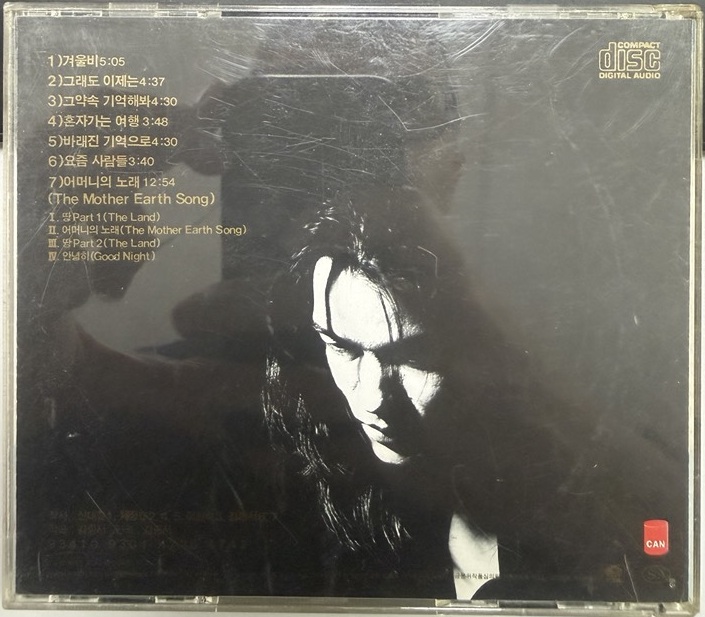 1)겨울비5:05
COMPACT
disc
DIGITAL AUDIO
2)그래도 이제는4:37
3)그약속 기억해봐4:30
4)혼자가는 여행 3:48
5)바래진 기억으로4:30
6)요즘 사람들3:40
7)어머니의 노래 12:54
(The Mother Earth Song)
Ⅰ. 땅Part 1(The Land)
Ⅱ. 어머니의 노래(The Mother Earth Song)
Ⅲ. 땅Part 2(The Land)
Ⅳ. 안녕히(Good Night)
CAN